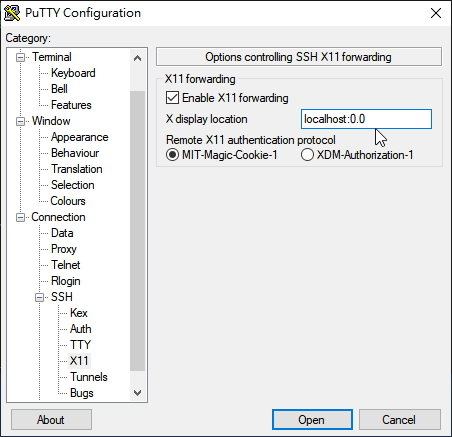 PuTTY Configuration
Category:
Terminal
Keyboard
Bell
Features
Window
Appearance
Behaviour
Translation
Selection
Colours
Connection
Data
Proxy
Telnet
Rlogin
SSH
Kex
Auth
TTY
X11
Tunnels
Bugs
Options controlling SSH X11 forwarding
X11 forwarding
Enable X11 forwarding
X display location localhost:0.0
Remote X11 authentication protocol
MIT-Magic-Cookie-1 XDM-Authorization-1
About Open Cancel